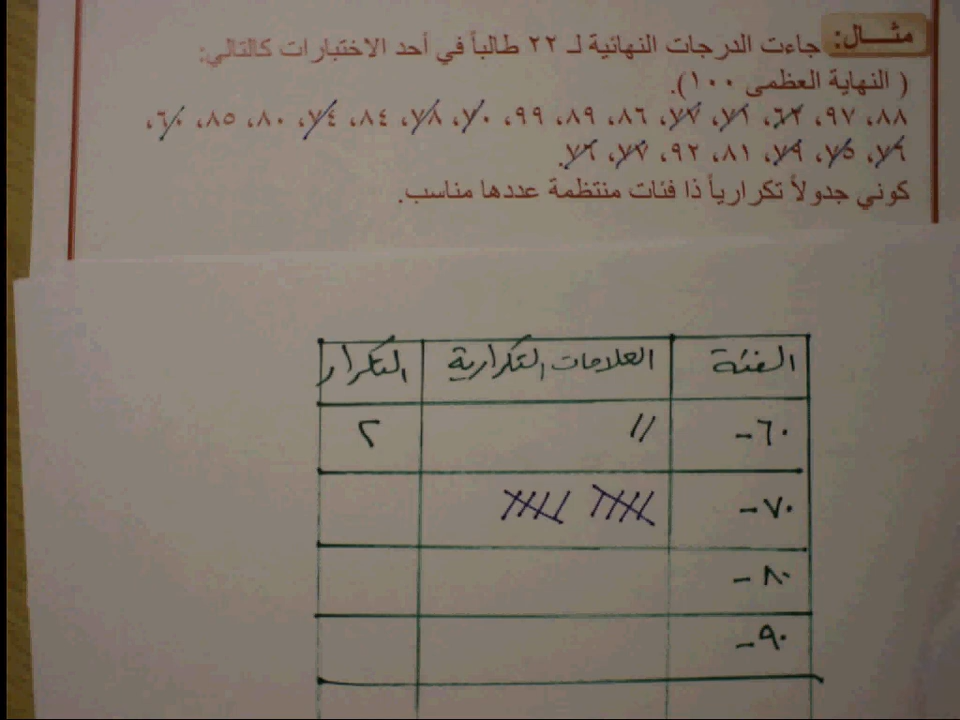 مثـــال: جاءت الدرجات النهائية لـ ٢٢ طالباً في أحد الاختبارات كالتالي:
( النهاية العظمى ١٠٠).
٨٨، ٩٧، ٦٢، ٧١، ٧٧، ٨٦، ٨٩، ٩٩، ٧٠، ٧٨، ٨٤، ٧٤، ٨٠، ٨٥، ٦٠،
٧٩، ٧٥، ٧٩، ٨١، ٩٢، ٧٧، ٧٦.
كوني جدولاً تكرارياً ذا فئات منتظمة عددها مناسب.
الفئة العلامات التكرارية التكرار
٦٠- // ٢
٧٠- //// ////
٨٠-
٩٠-